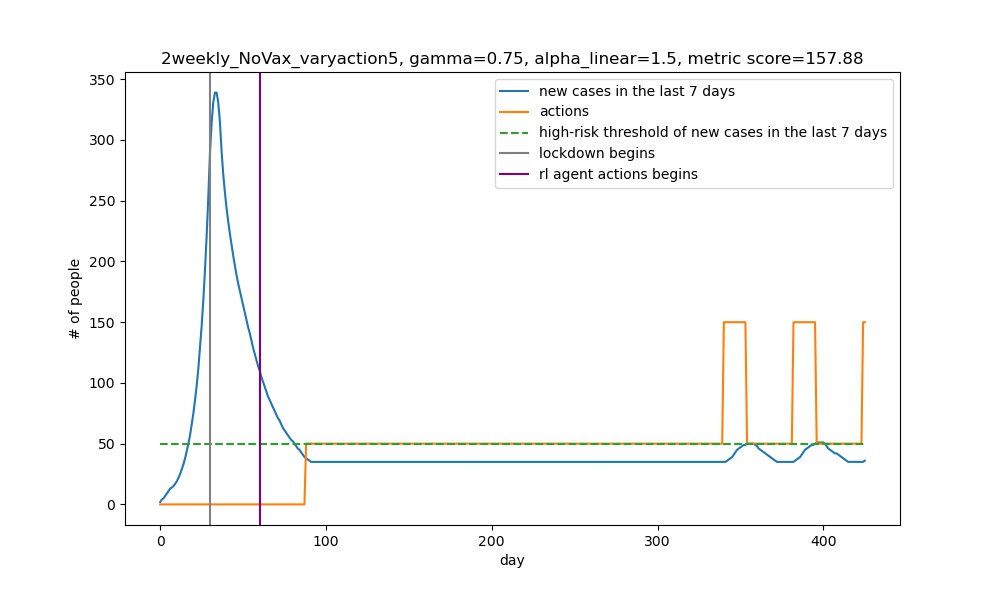 2weekly_NoVax_varyaction5, gamma=0.75, alpha_linear=1.5, metric score=157.88
new cases in the last 7 days
actions
high-risk threshold of new cases in the last 7 days
lockdown begins
rl agent actions begins
# of people
350
300
250
200
150
100
50
0
0 100 200 300 400
day